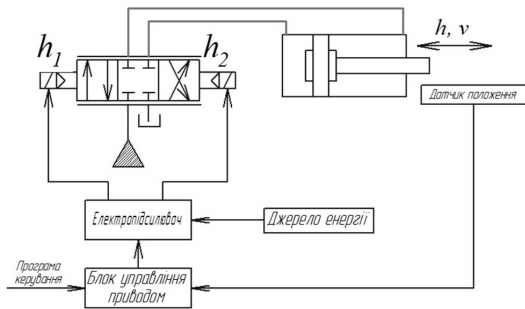 h₁
h₂
h, v
Датчик положення
Електропідсилювач
Джерело енергії
Програма
керування
Блок управління
приводом